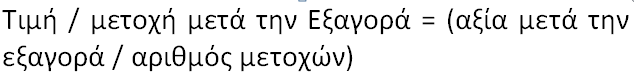 Τιμή / μετοχή μετά την Εξαγορά = (αξία μετά την
εξαγορά / αριθμός μετοχών)